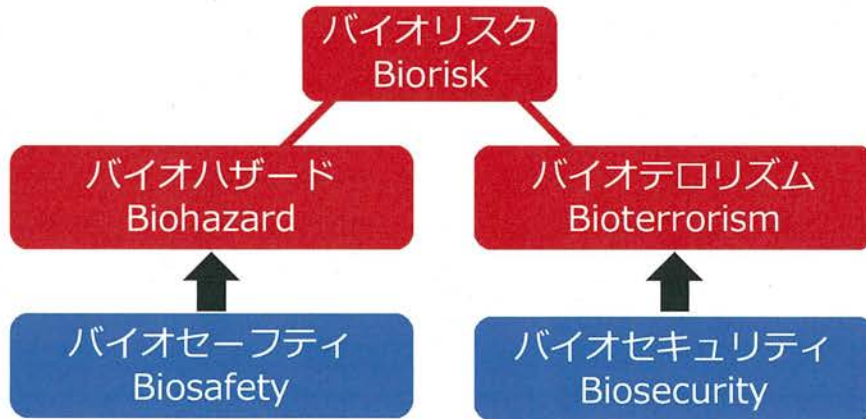 バイオリスク
Biorisk
バイオハザード
Biohazard
バイオテロリズム
Bioterrorism
バイオセーフティ
Biosafety
バイオセキュリティ
Biosecurity